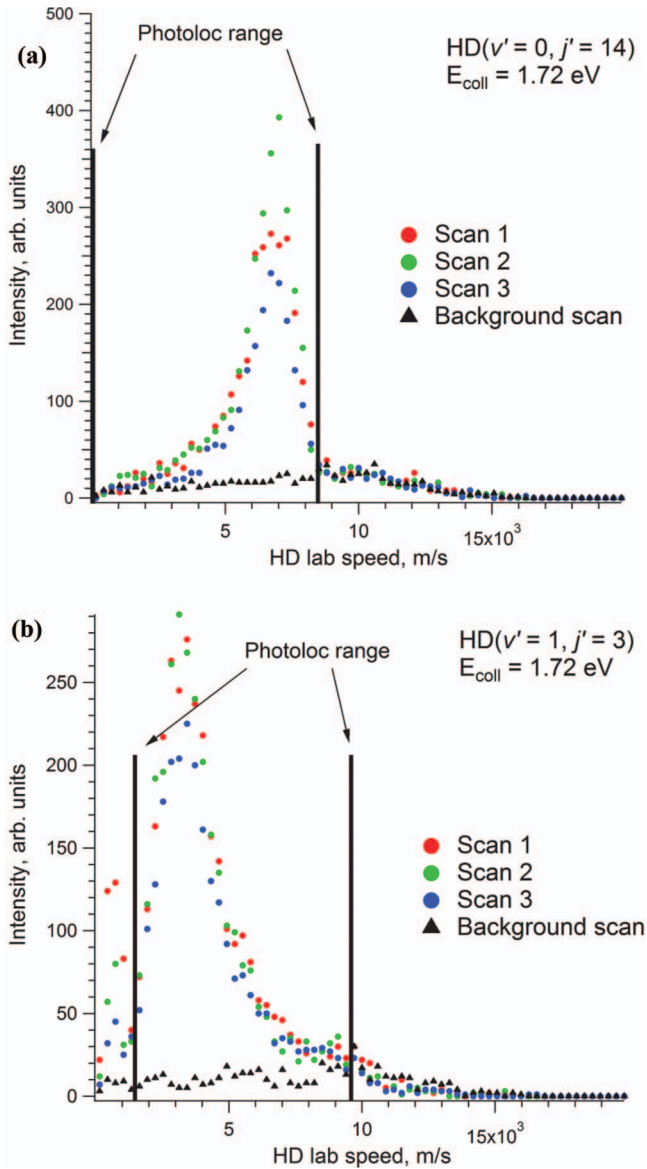 (a)
500
400
300
200
100
0
Intensity, arb. units
Photoloc range
HD(v′ = 0, j′ = 14)
E_coll = 1.72 eV
Scan 1
Scan 2
Scan 3
Background scan
5
10
15x10³
HD lab speed, m/s
(b)
250
200
150
100
50
0
Intensity, arb. units
Photoloc range
HD(v′ = 1, j′ = 3)
E_coll = 1.72 eV
Scan 1
Scan 2
Scan 3
Background scan
5
10
15x10³
HD lab speed, m/s